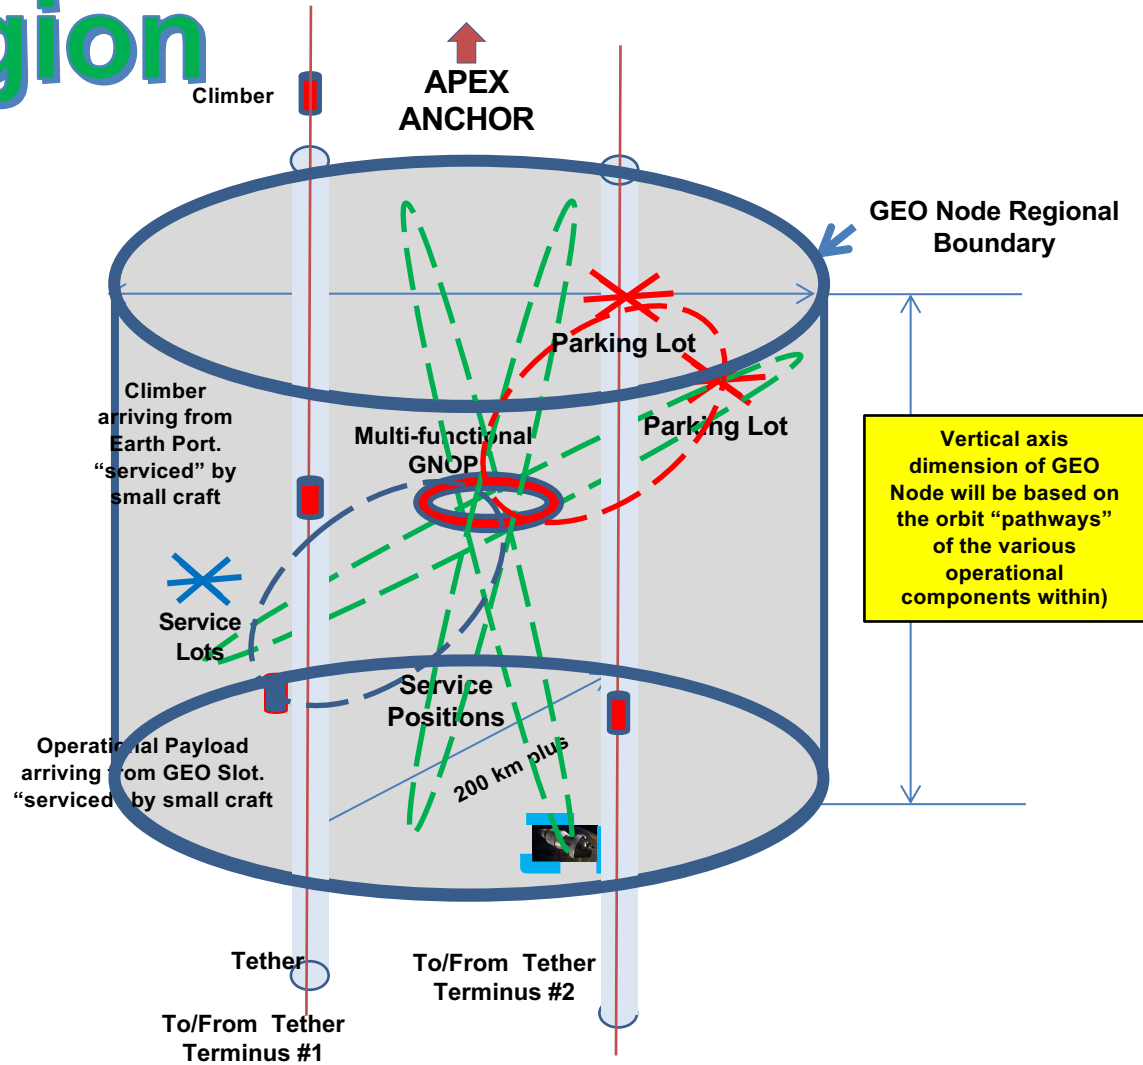 gion
Climber
APEX
ANCHOR
GEO Node Regional
Boundary
Parking Lot
Parking Lot
Climber
arriving from
Earth Port.
“serviced” by
small craft
Multi-functional
GNOP
Vertical axis
dimension of GEO
Node will be based on
the orbit “pathways”
of the various
operational
components within)
Service
Lots
Service
Positions
Operational Payload
arriving from GEO Slot.
“serviced” by small craft
200 km plus
Tether
To/From Tether
Terminus #2
To/From Tether
Terminus #1